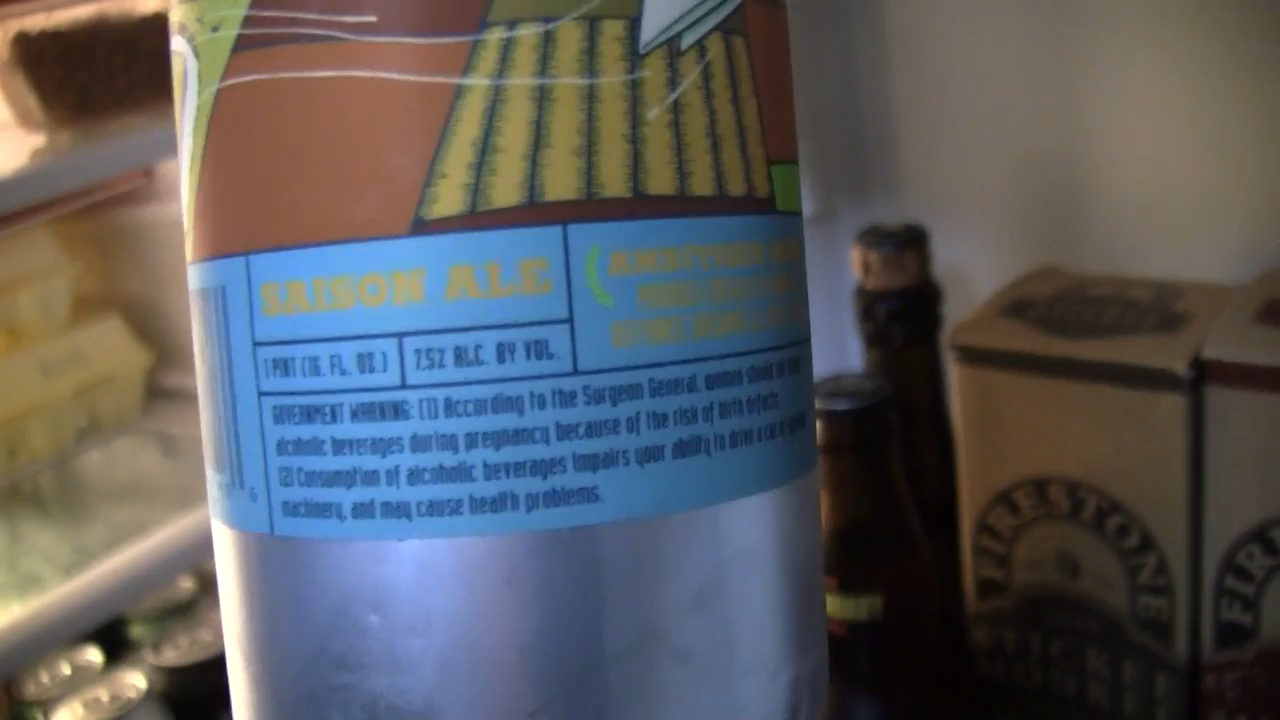 SAISON ALE
1 PINT (16. FL. OZ.)
7.5% ALC. BY VOL.
GOVERNMENT WARNING: (1) According to the Surgeon General, women should not
alcoholic beverages during pregnancy because of the risk of birth defects.
(2) Consumption of alcoholic beverages impairs your ability to drive a car or
machinery, and may cause health problems.
6
FIRESTONE
FIR